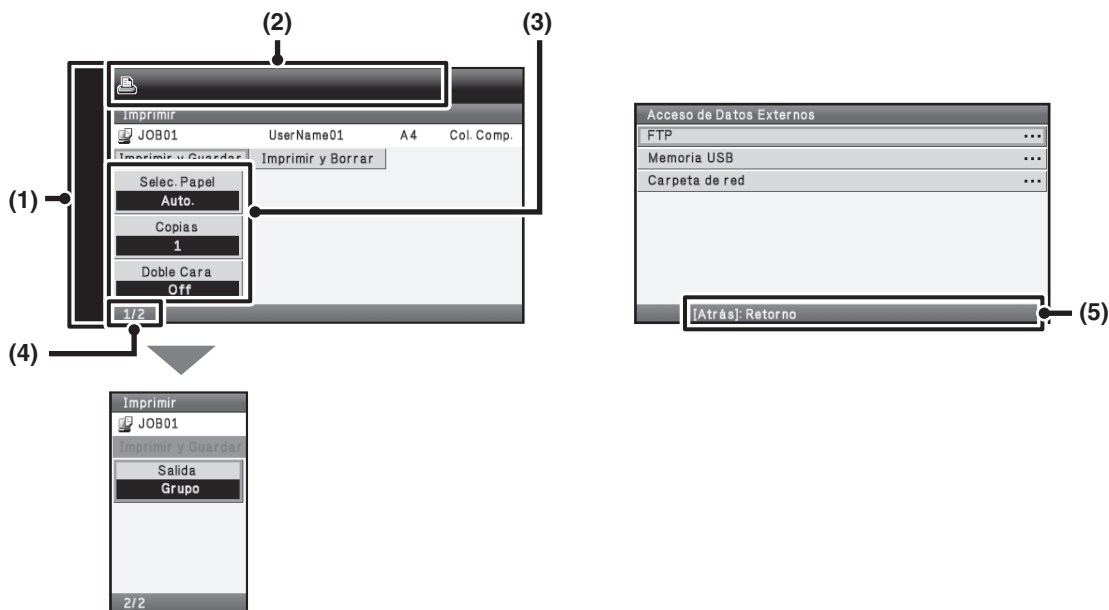 (2)
(3)
Imprimir
JOB01 UserName01 A4 Col. Comp.
Imprimir y Guardar Imprimir y Borrar
Selec. Papel
Auto.
(1)
Copias
1
Doble Cara
Off
1/2
(4)
Imprimir
JOB01
Imprimir y Guardar
Salida
Grupo
2/2
Acceso de Datos Externos
FTP ...
Memoria USB ...
Carpeta de red ...
[Atrás]: Retorno
(5)